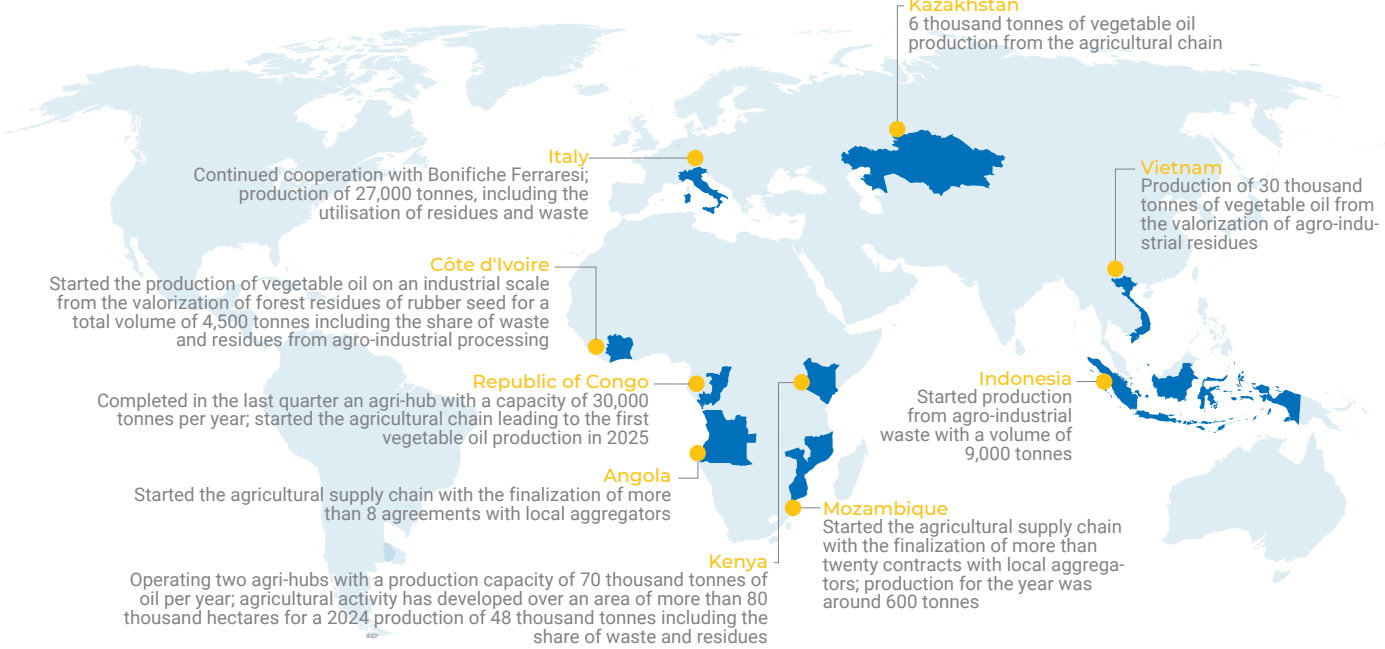 Kazakhstan
6 thousand tonnes of vegetable oil
production from the agricultural chain
Italy
Continued cooperation with Bonifiche Ferraresi;
production of 27,000 tonnes, including the
utilisation of residues and waste
Vietnam
Production of 30 thousand
tonnes of vegetable oil from
the valorization of agro-indu-
strial residues
Côte d'Ivoire
Started the production of vegetable oil on an industrial scale
from the valorization of forest residues of rubber seed for a
total volume of 4,500 tonnes including the share of waste
and residues from agro-industrial processing
Republic of Congo
Completed in the last quarter an agri-hub with a capacity of 30,000
tonnes per year; started the agricultural chain leading to the first
vegetable oil production in 2025
Indonesia
Started production
from agro-industrial
waste with a volume of
9,000 tonnes
Angola
Started the agricultural supply chain with the finalization of more
than 8 agreements with local aggregators
Mozambique
Started the agricultural supply chain
with the finalization of more than
twenty contracts with local aggrega-
tors; production for the year was
around 600 tonnes
Kenya
Operating two agri-hubs with a production capacity of 70 thousand tonnes of
oil per year; agricultural activity has developed over an area of more than 80
thousand hectares for a 2024 production of 48 thousand tonnes including the
share of waste and residues